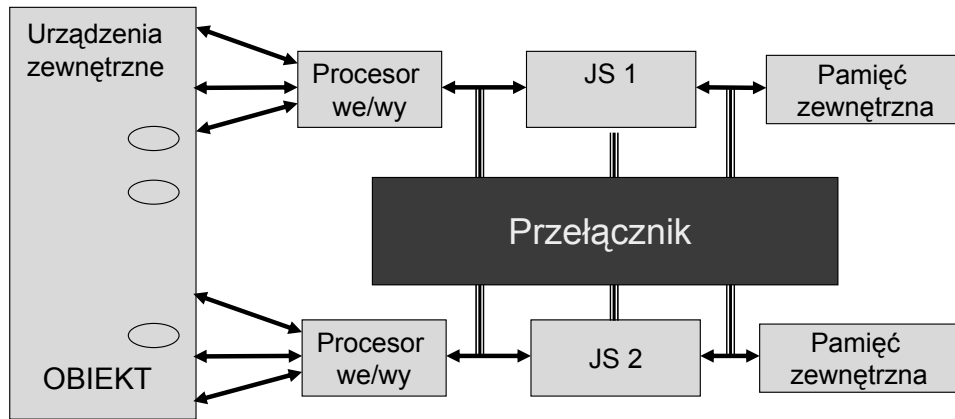 Urządzenia
zewnętrzne
Procesor
we/wy
JS 1
Pamięć
zewnętrzna
Przełącznik
Procesor
we/wy
JS 2
Pamięć
zewnętrzna
OBIEKT